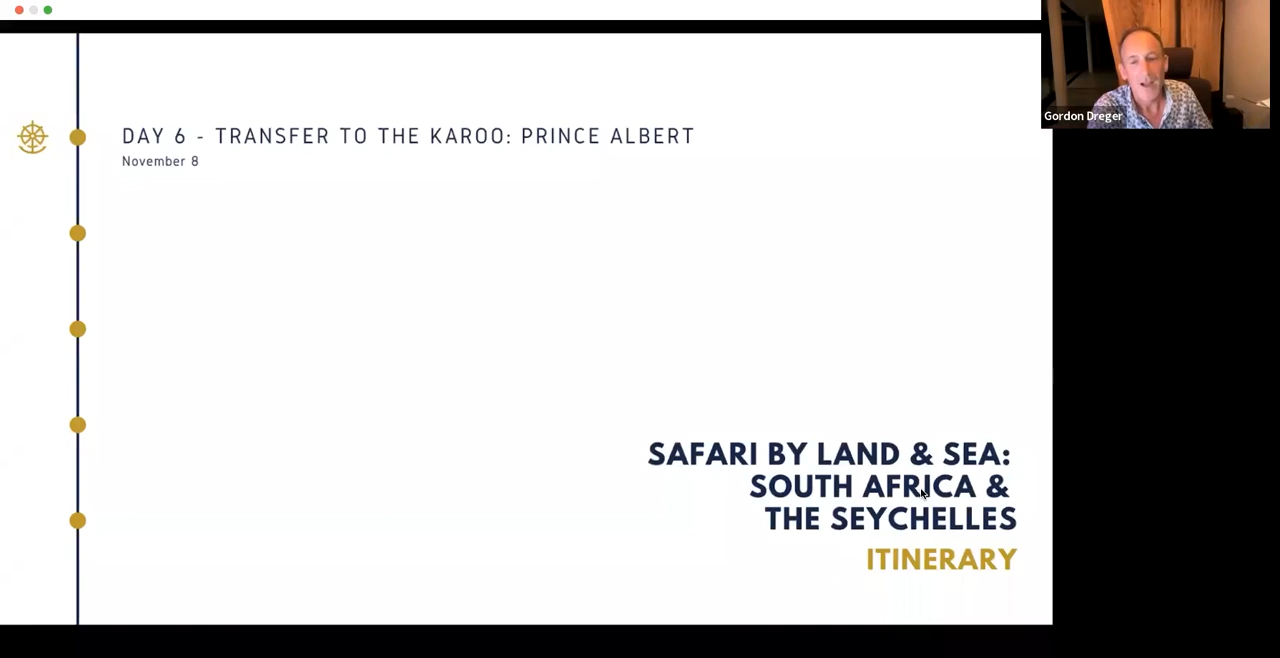 Gordon Dreger
DAY 6 - TRANSFER TO THE KAROO: PRINCE ALBERT
November 8
SAFARI BY LAND & SEA:
SOUTH AFRICA &
THE SEYCHELLES
ITINERARY